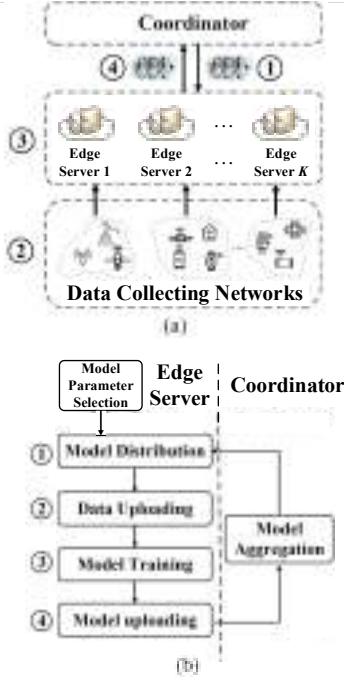 Coordinator
④ ①
③
Edge Server 1
Edge Server 2
... ...
Edge Server K
②
Data Collecting Networks
(a)
Model Parameter Selection
Edge Server
Coordinator
① Model Distribution
② Data Uploading
③ Model Training
④ Model uploading
Model Aggregation
(b)